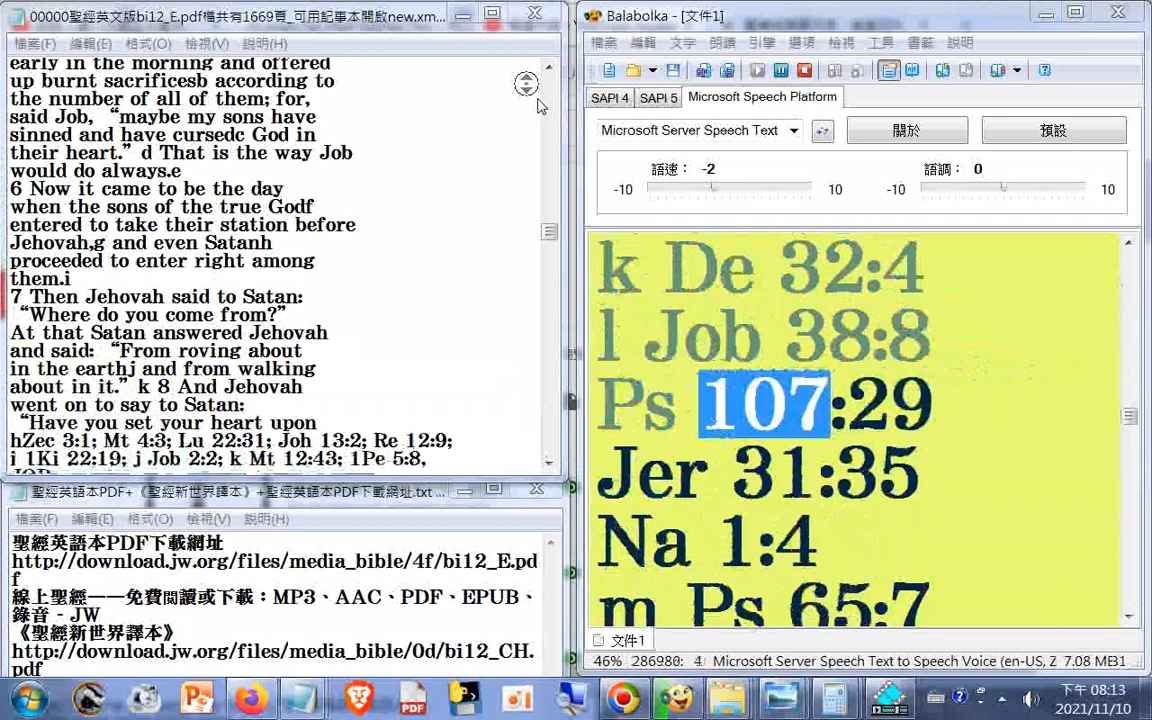 00000聖經英文版bi12_E.pdf檔共有1669頁_可用記事本開啟new.xm...
檔案(F) 編輯(E) 格式(O) 檢視(V) 說明(H)
early in the morning and offered
up burnt sacrificesb according to
the number of all of them; for,
said Job, “maybe my sons have
sinned and have cursedc God in
their heart.” d That is the way Job
would do always.e
6 Now it came to be the day
when the sons of the true Godf
entered to take their station before
Jehovah,g and even Satanh
proceeded to enter right among
them.i
7 Then Jehovah said to Satan:
“Where do you come from?”
At that Satan answered Jehovah
and said: “From roving about
in the earthj and from walking
about in it.” k 8 And Jehovah
went on to say to Satan:
“Have you set your heart upon
hZec 3:1; Mt 4:3; Lu 22:31; Joh 13:2; Re 12:9;
i 1Ki 22:19; j Job 2:2; k Mt 12:43; 1Pe 5:8,
聖經英語本PDF+《聖經新世界譯本》+聖經英語本PDF下載網址.txt ...
檔案(F) 編輯(E) 格式(O) 檢視(V) 說明(H)
聖經英語本PDF下載網址
http://download.jw.org/files/media_bible/4f/bi12_E.pd
f
線上聖經──免費閱讀或下載：MP3、AAC、PDF、EPUB、
錄音 - JW
《聖經新世界譯本》
http://download.jw.org/files/media_bible/0d/bi12_CH.
pdf
Balabolka - [文件1]
檔案 編輯 文字 朗讀 引擎 選項 檢視 工具 書籤 說明
SAPI 4 SAPI 5 Microsoft Speech Platform
Microsoft Server Speech Text 關於 預設
語速： -2 語調： 0
-10 10 -10 10
k De 32:4
l Job 38:8
Ps 107:29
Jer 31:35
Na 1:4
m Ps 65:7
文件1
46% 286980: 4 Microsoft Server Speech Text to Speech Voice (en-US, Z 7.08 MB
下午 08:13
2021/11/10